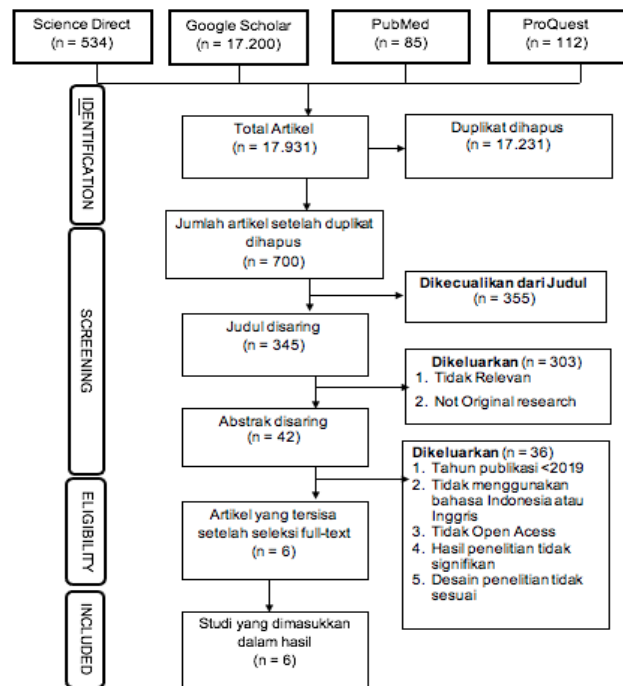 Science Direct
(n = 534)
Google Scholar
(n = 17.200)
PubMed
(n = 85)
ProQuest
(n = 112)
IDENTIFICATION
Total Artikel
(n = 17.931)
Duplikat dihapus
(n = 17.231)
Jumlah artikel setelah duplikat
dihapus
(n = 700)
SCREENING
Dikecualikan dari Judul
(n = 355)
Judul disaring
(n = 345)
Dikeluarkan (n = 303)
1. Tidak Relevan
2. Not Original research
Abstrak disaring
(n = 42)
Dikeluarkan (n = 36)
1. Tahun publikasi <2019
2. Tidak menggunakan
bahasa Indonesia atau
Inggris
3. Tidak Open Acess
4. Hasil penelitian tidak
signifikan
5. Desain penelitian tidak
sesuai
ELIGIBILITY
Artikel yang tersisa
setelah seleksi full-text
(n = 6)
INCLUDED
Studi yang dimasukkan
dalam hasil
(n = 6)